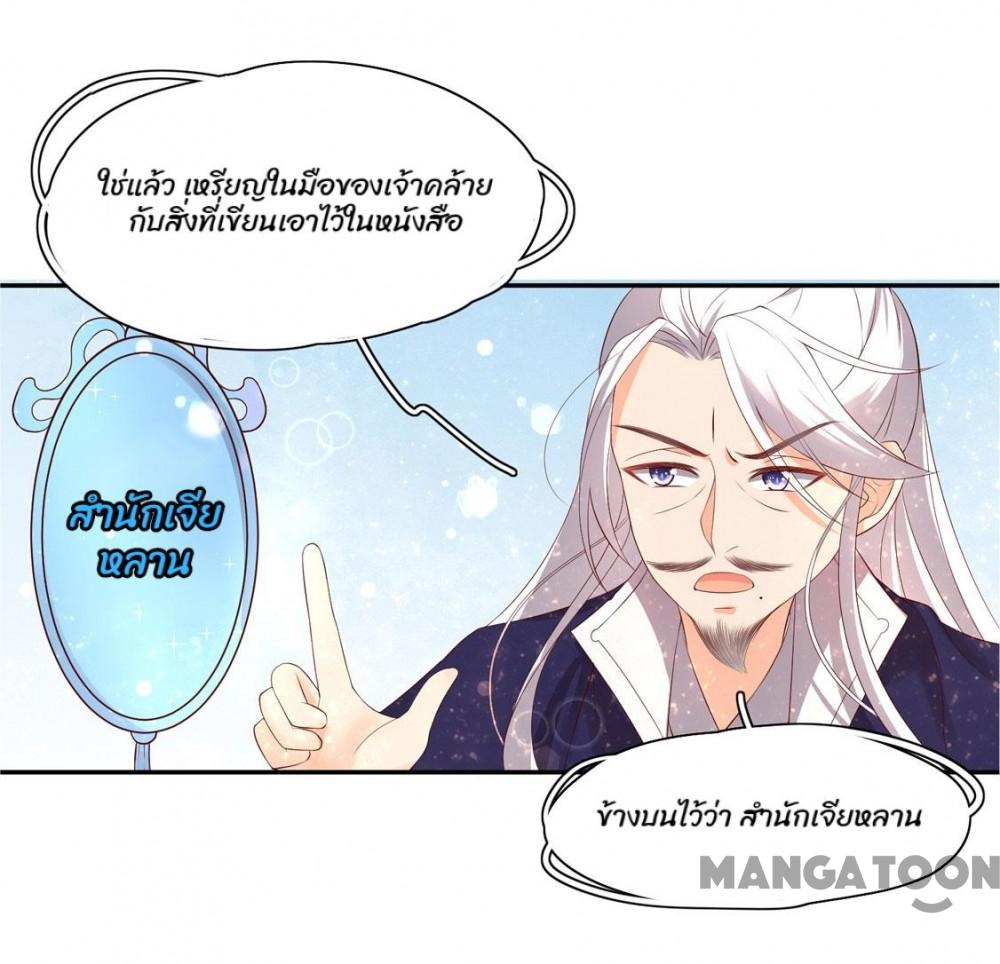 ใช่แล้ว เหรียญในมือของเจ้าคล้าย
กับสิ่งที่เขียนเอาไว้ในหนังสือ
สำนักเจีย
หลาน
ข้างบนไว้ว่า สำนักเจียหลาน
MANGATOON